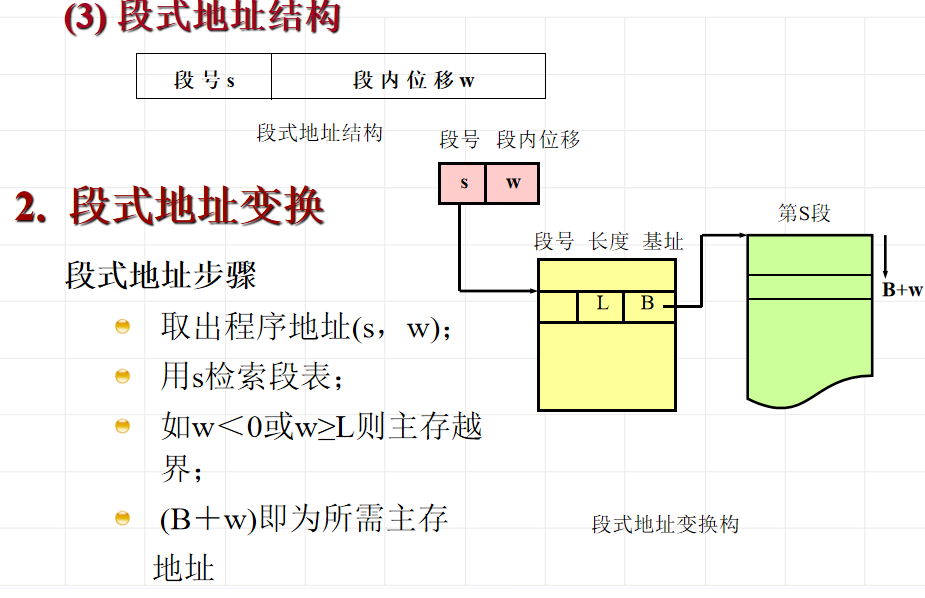 (3) 段式地址结构
段 号 s 段 内 位 移 w
段式地址结构
段号 段内位移
s w
2. 段式地址变换
第S段
段号 长度 基址
段式地址步骤
L B
B+w
取出程序地址(s，w)；
用s检索段表；
如w＜0或w≥L则主存越
界；
(B＋w)即为所需主存
地址
段式地址变换构